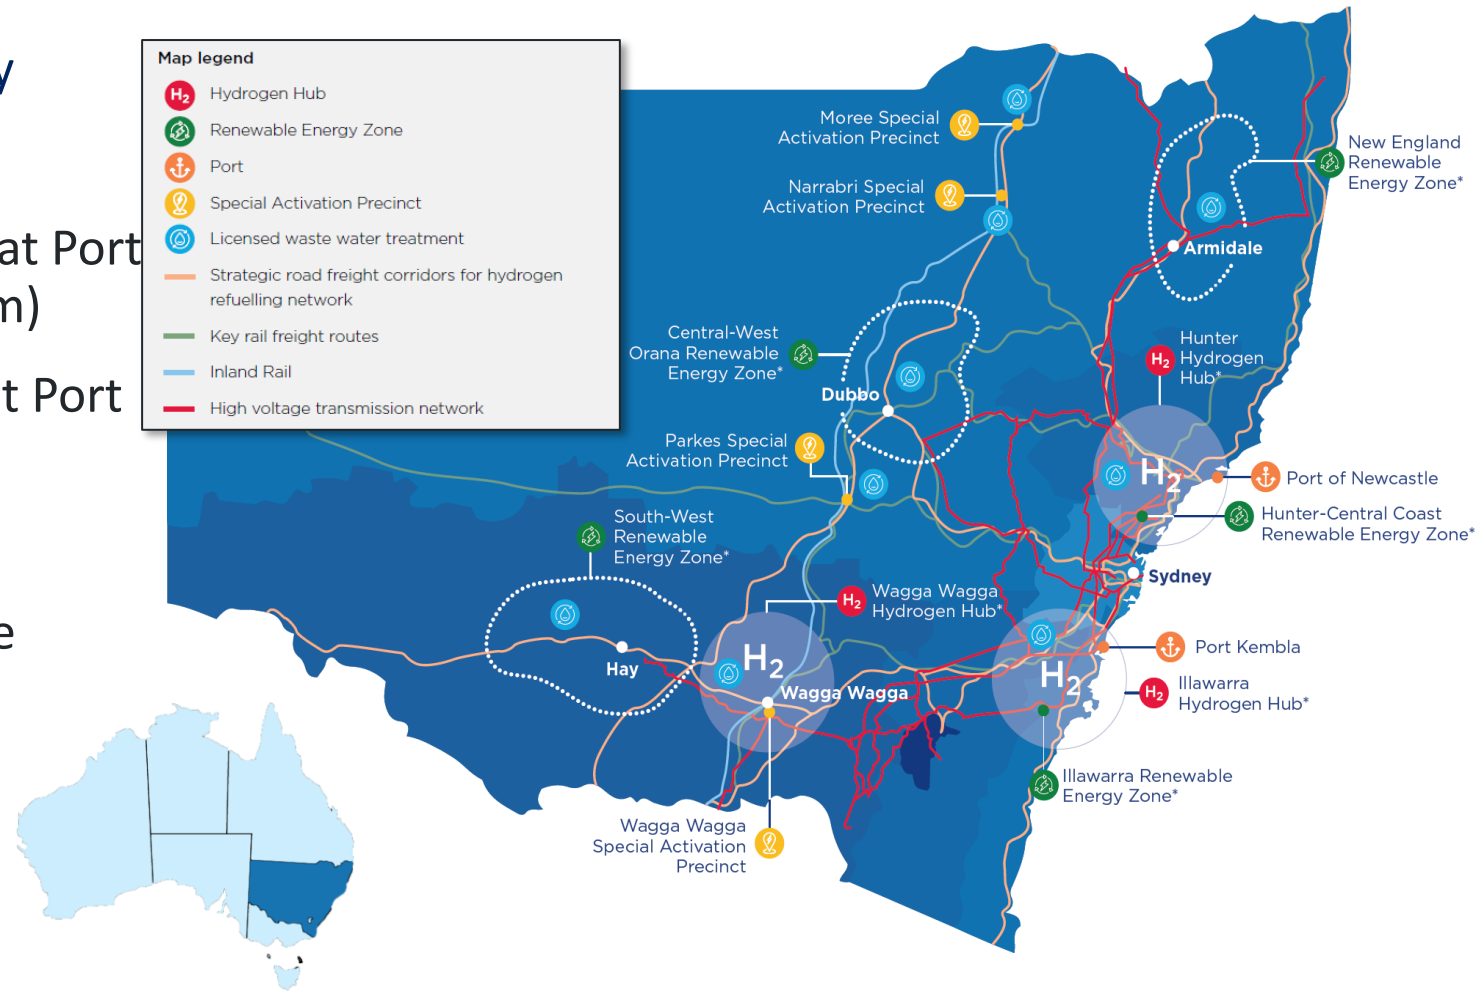 y
at Port
m)
t Port
e
Map legend
H2 Hydrogen Hub
Renewable Energy Zone
Port
Special Activation Precinct
Licensed waste water treatment
Strategic road freight corridors for hydrogen
refuelling network
Key rail freight routes
Inland Rail
High voltage transmission network
Moree Special
Activation Precinct
Narrabri Special
Activation Precinct
New England
Renewable
Energy Zone*
Armidale
Central-West
Orana Renewable
Energy Zone*
Dubbo
H2
Hunter
Hydrogen
Hub*
Parkes Special
Activation Precinct
H2
Port of Newcastle
Hunter-Central Coast
Renewable Energy Zone*
South-West
Renewable
Energy Zone*
Sydney
H2
Wagga Wagga
Hydrogen Hub*
Hay
H2
Wagga Wagga
H2
Port Kembla
H2
Illawarra
Hydrogen Hub*
Illawarra Renewable
Energy Zone*
Wagga Wagga
Special Activation
Precinct